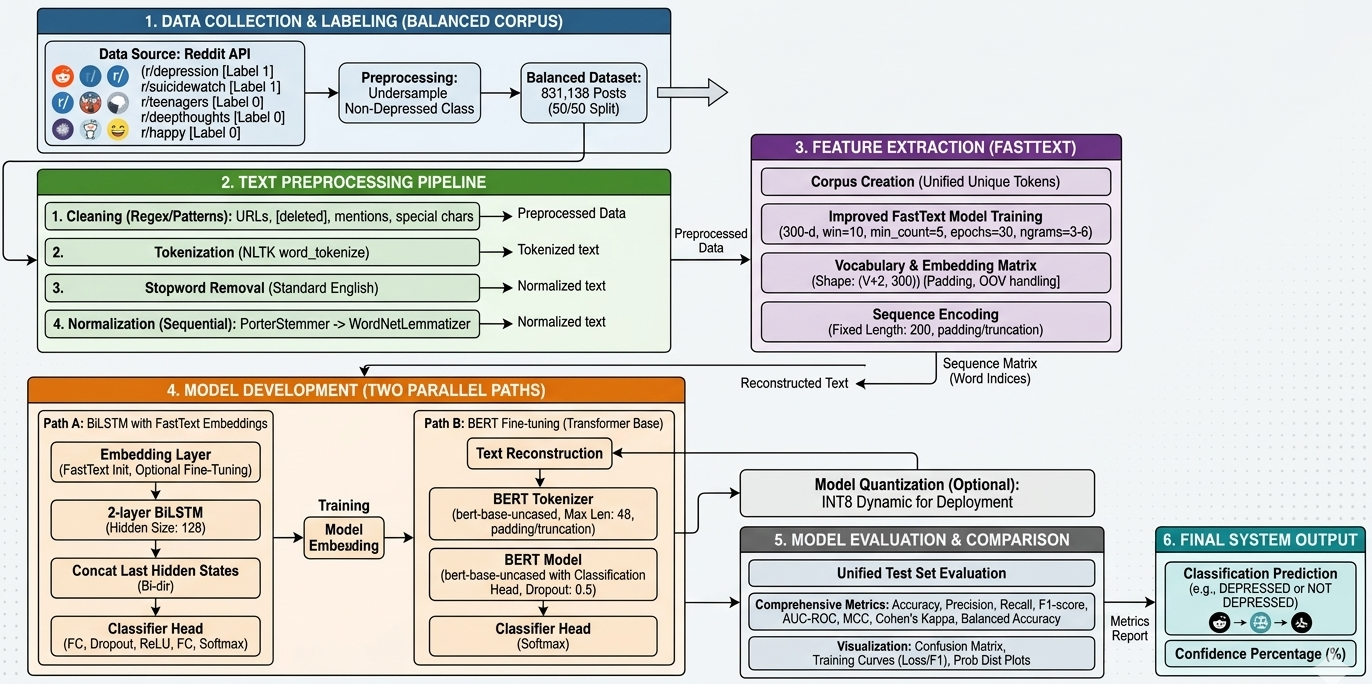 1. DATA COLLECTION & LABELING (BALANCED CORPUS)
Data Source: Reddit API
(r/depression [Label 1]
r/suicidewatch [Label 1]
r/teenagers [Label 0]
r/deepthoughts [Label 0]
r/happy [Label 0]
Preprocessing:
Undersample
Non-Depressed Class
Balanced Dataset:
831,138 Posts
(50/50 Split)
2. TEXT PREPROCESSING PIPELINE
1. Cleaning (Regex/Patterns): URLs, [deleted], mentions, special chars
Preprocessed Data
2. Tokenization (NLTK word_tokenize)
Tokenized text
3. Stopword Removal (Standard English)
Normalized text
4. Normalization (Sequential): PorterStemmer -> WordNetLemmatizer
Normalized text
Preprocessed
Data
3. FEATURE EXTRACTION (FASTTEXT)
Corpus Creation (Unified Unique Tokens)
Improved FastText Model Training
(300-d, win=10, min_count=5, epochs=30, ngrams=3-6)
Vocabulary & Embedding Matrix
(Shape: (V+2, 300)) [Padding, OOV handling]
Sequence Encoding
(Fixed Length: 200, padding/truncation)
Sequence Matrix
(Word Indices)
Reconstructed Text
4. MODEL DEVELOPMENT (TWO PARALLEL PATHS)
Path A: BiLSTM with FastText Embeddings
Embedding Layer
(FastText Init, Optional Fine-Tuning)
2-layer BiLSTM
(Hidden Size: 128)
Concat Last Hidden States
(Bi-dir)
Classifier Head
(FC, Dropout, ReLU, FC, Softmax)
Training
Model
Path B: BERT Fine-tuning (Transformer Base)
Text Reconstruction
BERT Tokenizer
(bert-base-uncased, Max Len: 48,
padding/truncation)
BERT Model
(bert-base-uncased with Classification
Head, Dropout: 0.5)
Classifier Head
(Softmax)
Model Quantization (Optional):
INT8 Dynamic for Deployment
5. MODEL EVALUATION & COMPARISON
Unified Test Set Evaluation
Comprehensive Metrics: Accuracy, Precision, Recall, F1-score,
AUC-ROC, MCC, Cohen's Kappa, Balanced Accuracy
Visualization: Confusion Matrix,
Training Curves (Loss/F1), Prob Dist Plots
Metrics
Report
6. FINAL SYSTEM OUTPUT
Classification Prediction
(e.g., DEPRESSED or NOT
DEPRESSED)
Confidence Percentage (%)